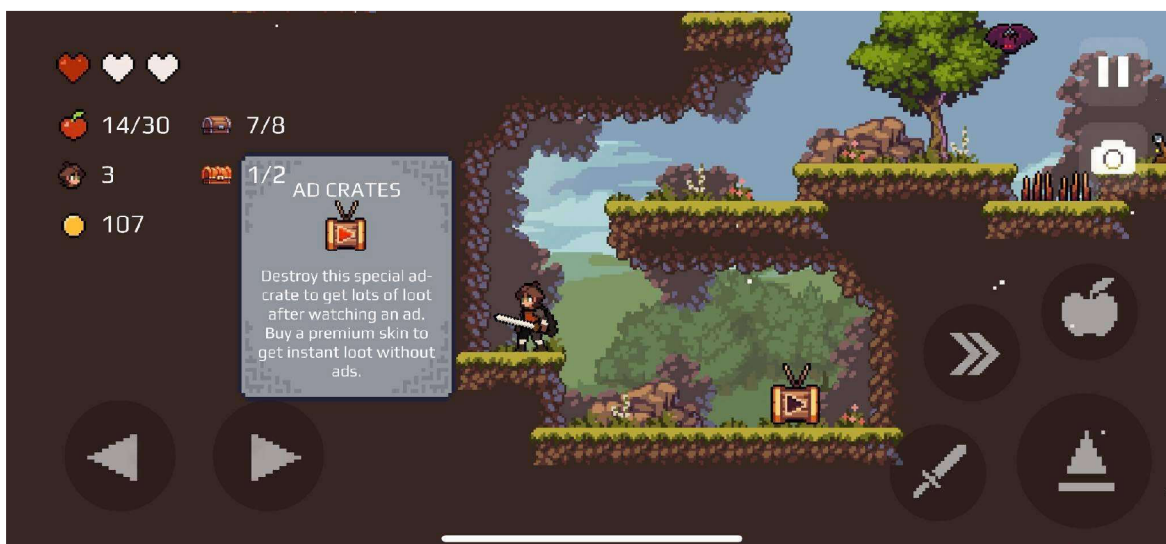 14/30 7/8
3 1/2
107
AD CRATES
Destroy this special ad-
crate to get lots of loot
after watching an ad.
Buy a premium skin to
get instant loot without
ads.